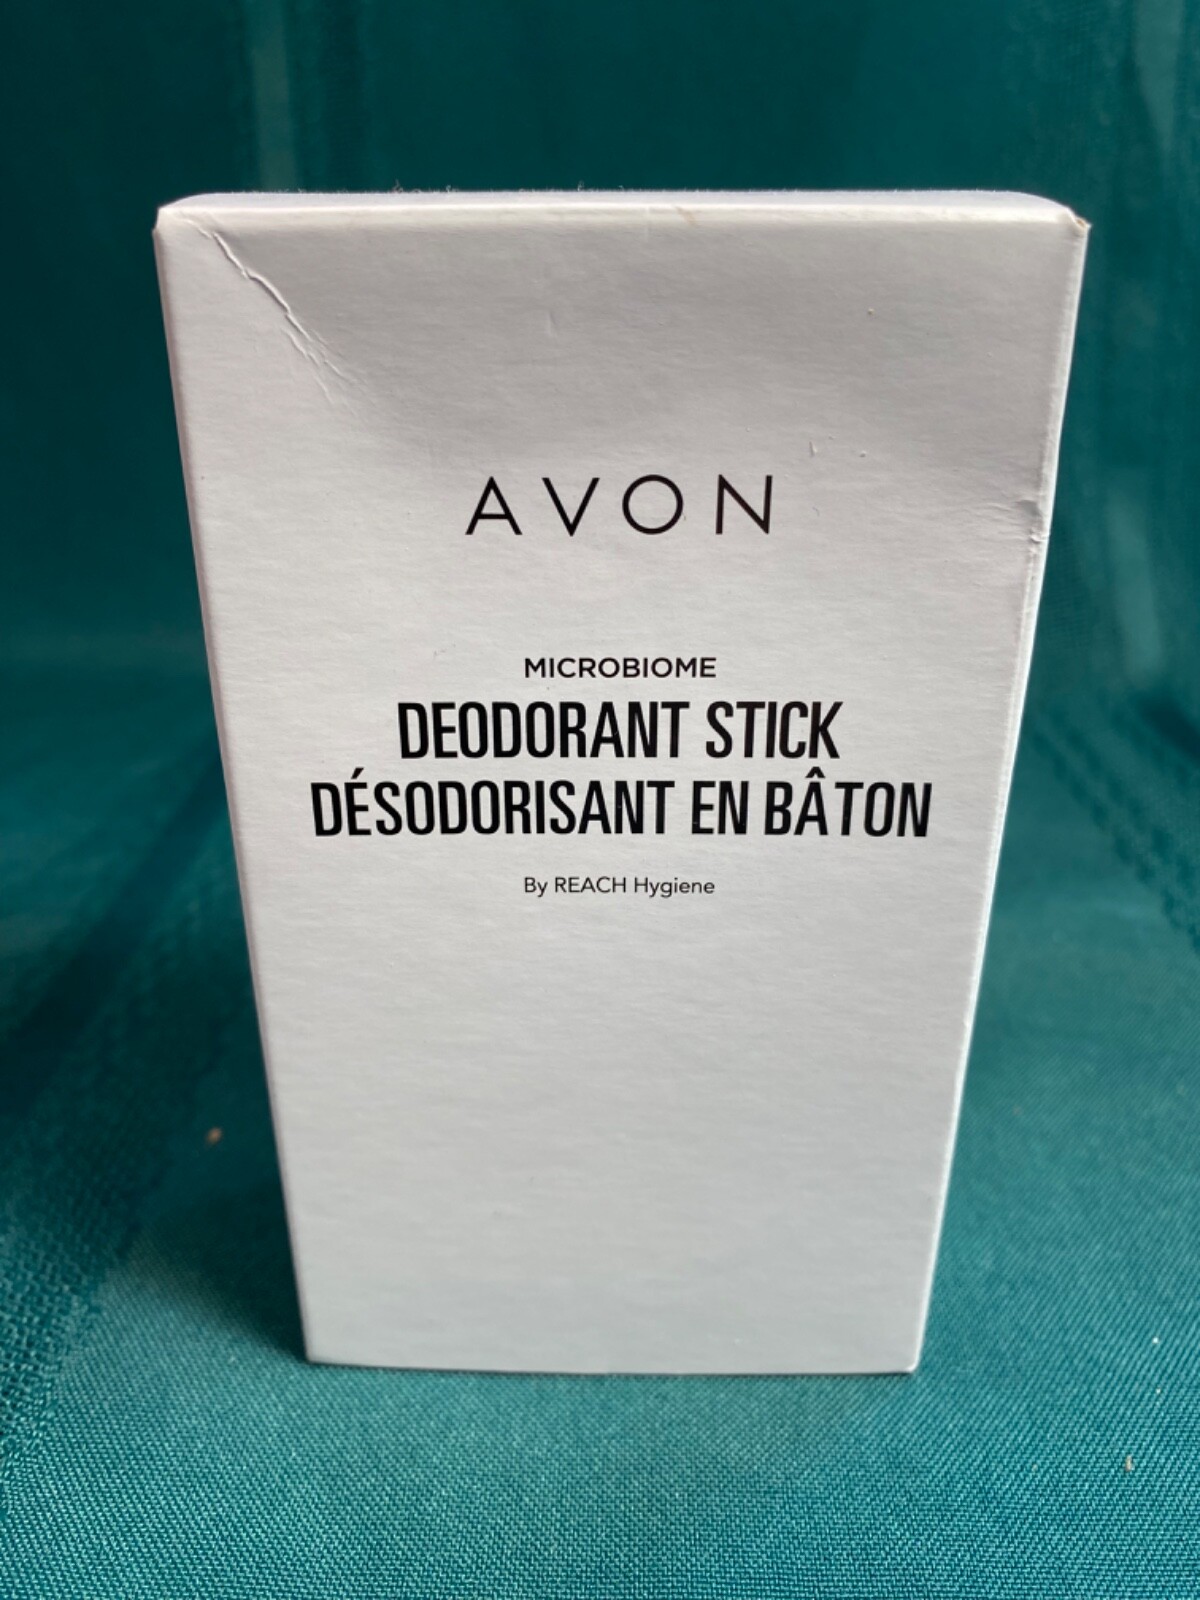 AVON
MICROBIOME
DEODORANT STICK
DÉSODORISANT EN BÂTON
By REACH Hygiene